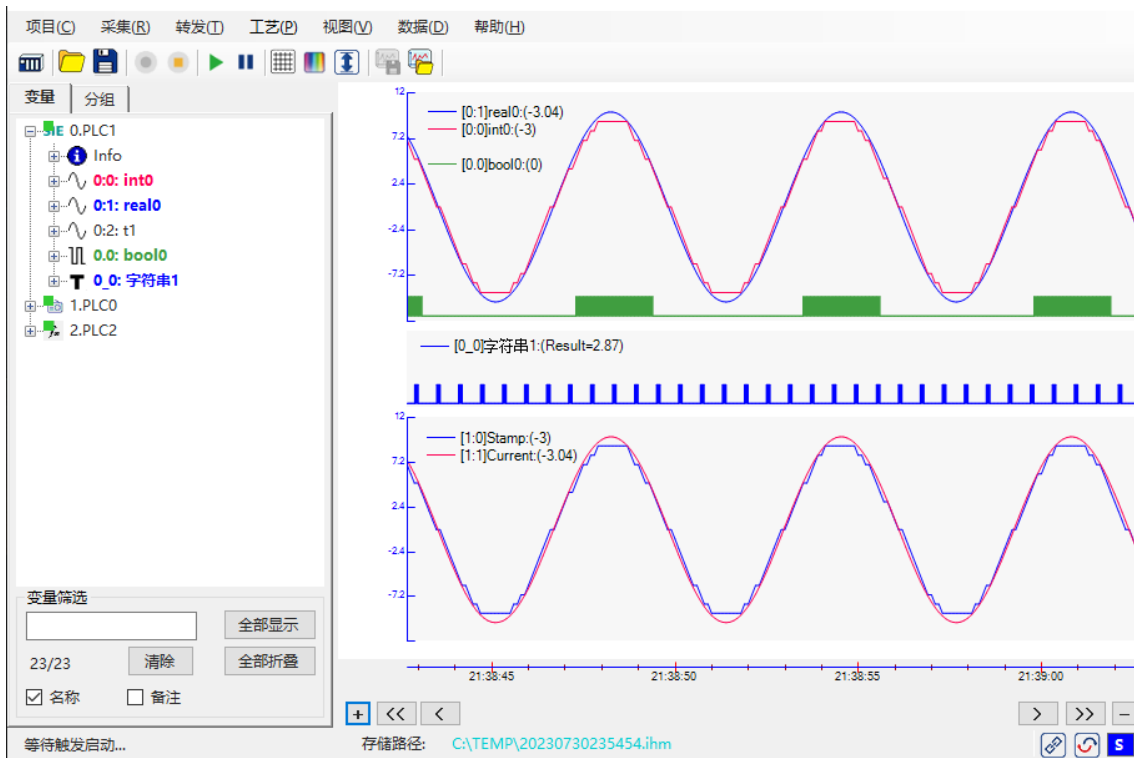 项目(C) 采集(R) 转发(T) 工艺(P) 视图(V) 数据(D) 帮助(H)
变量 分组
SIE 0.PLC1
Info
0:0: int0
0:1: real0
0:2: t1
0.0: bool0
T 0_0: 字符串1
1.PLC0
2.PLC2
变量筛选
全部显示
23/23 清除 全部折叠
名称 备注
等待触发启动...
12
7.2
2.4
-2.4
-7.2
[0:1]real0:(-3.04)
[0:0]int0:(-3)
[0.0]bool0:(0)
[0_0]字符串1:(Result=2.87)
12
7.2
2.4
-2.4
-7.2
[1:0]Stamp:(-3)
[1:1]Current:(-3.04)
21:38:45 21:38:50 21:38:55 21:39:00
+ << < > >> −
存储路径: C:\TEMP\20230730235454.ihm
S